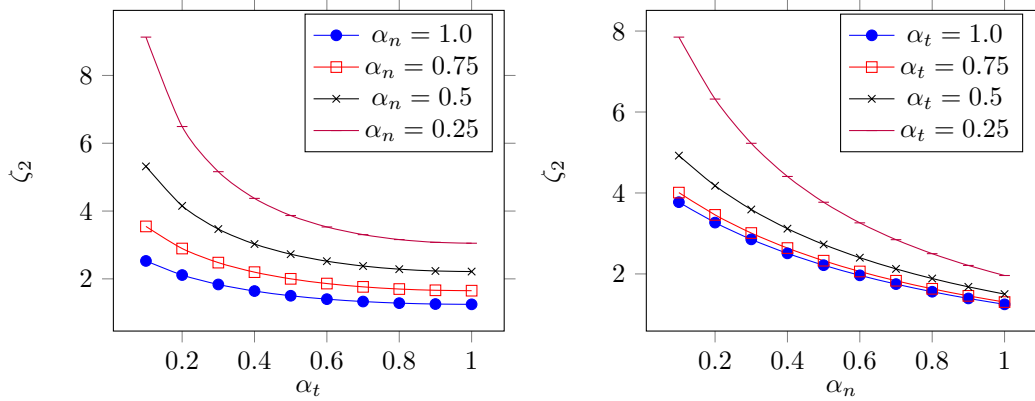 8
6
4
2
ζ₂
0.2
0.4
0.6
0.8
1
αₜ
αₙ = 1.0
αₙ = 0.75
αₙ = 0.5
αₙ = 0.25
8
6
4
2
ζ₂
0.2
0.4
0.6
0.8
1
αₙ
αₜ = 1.0
αₜ = 0.75
αₜ = 0.5
αₜ = 0.25